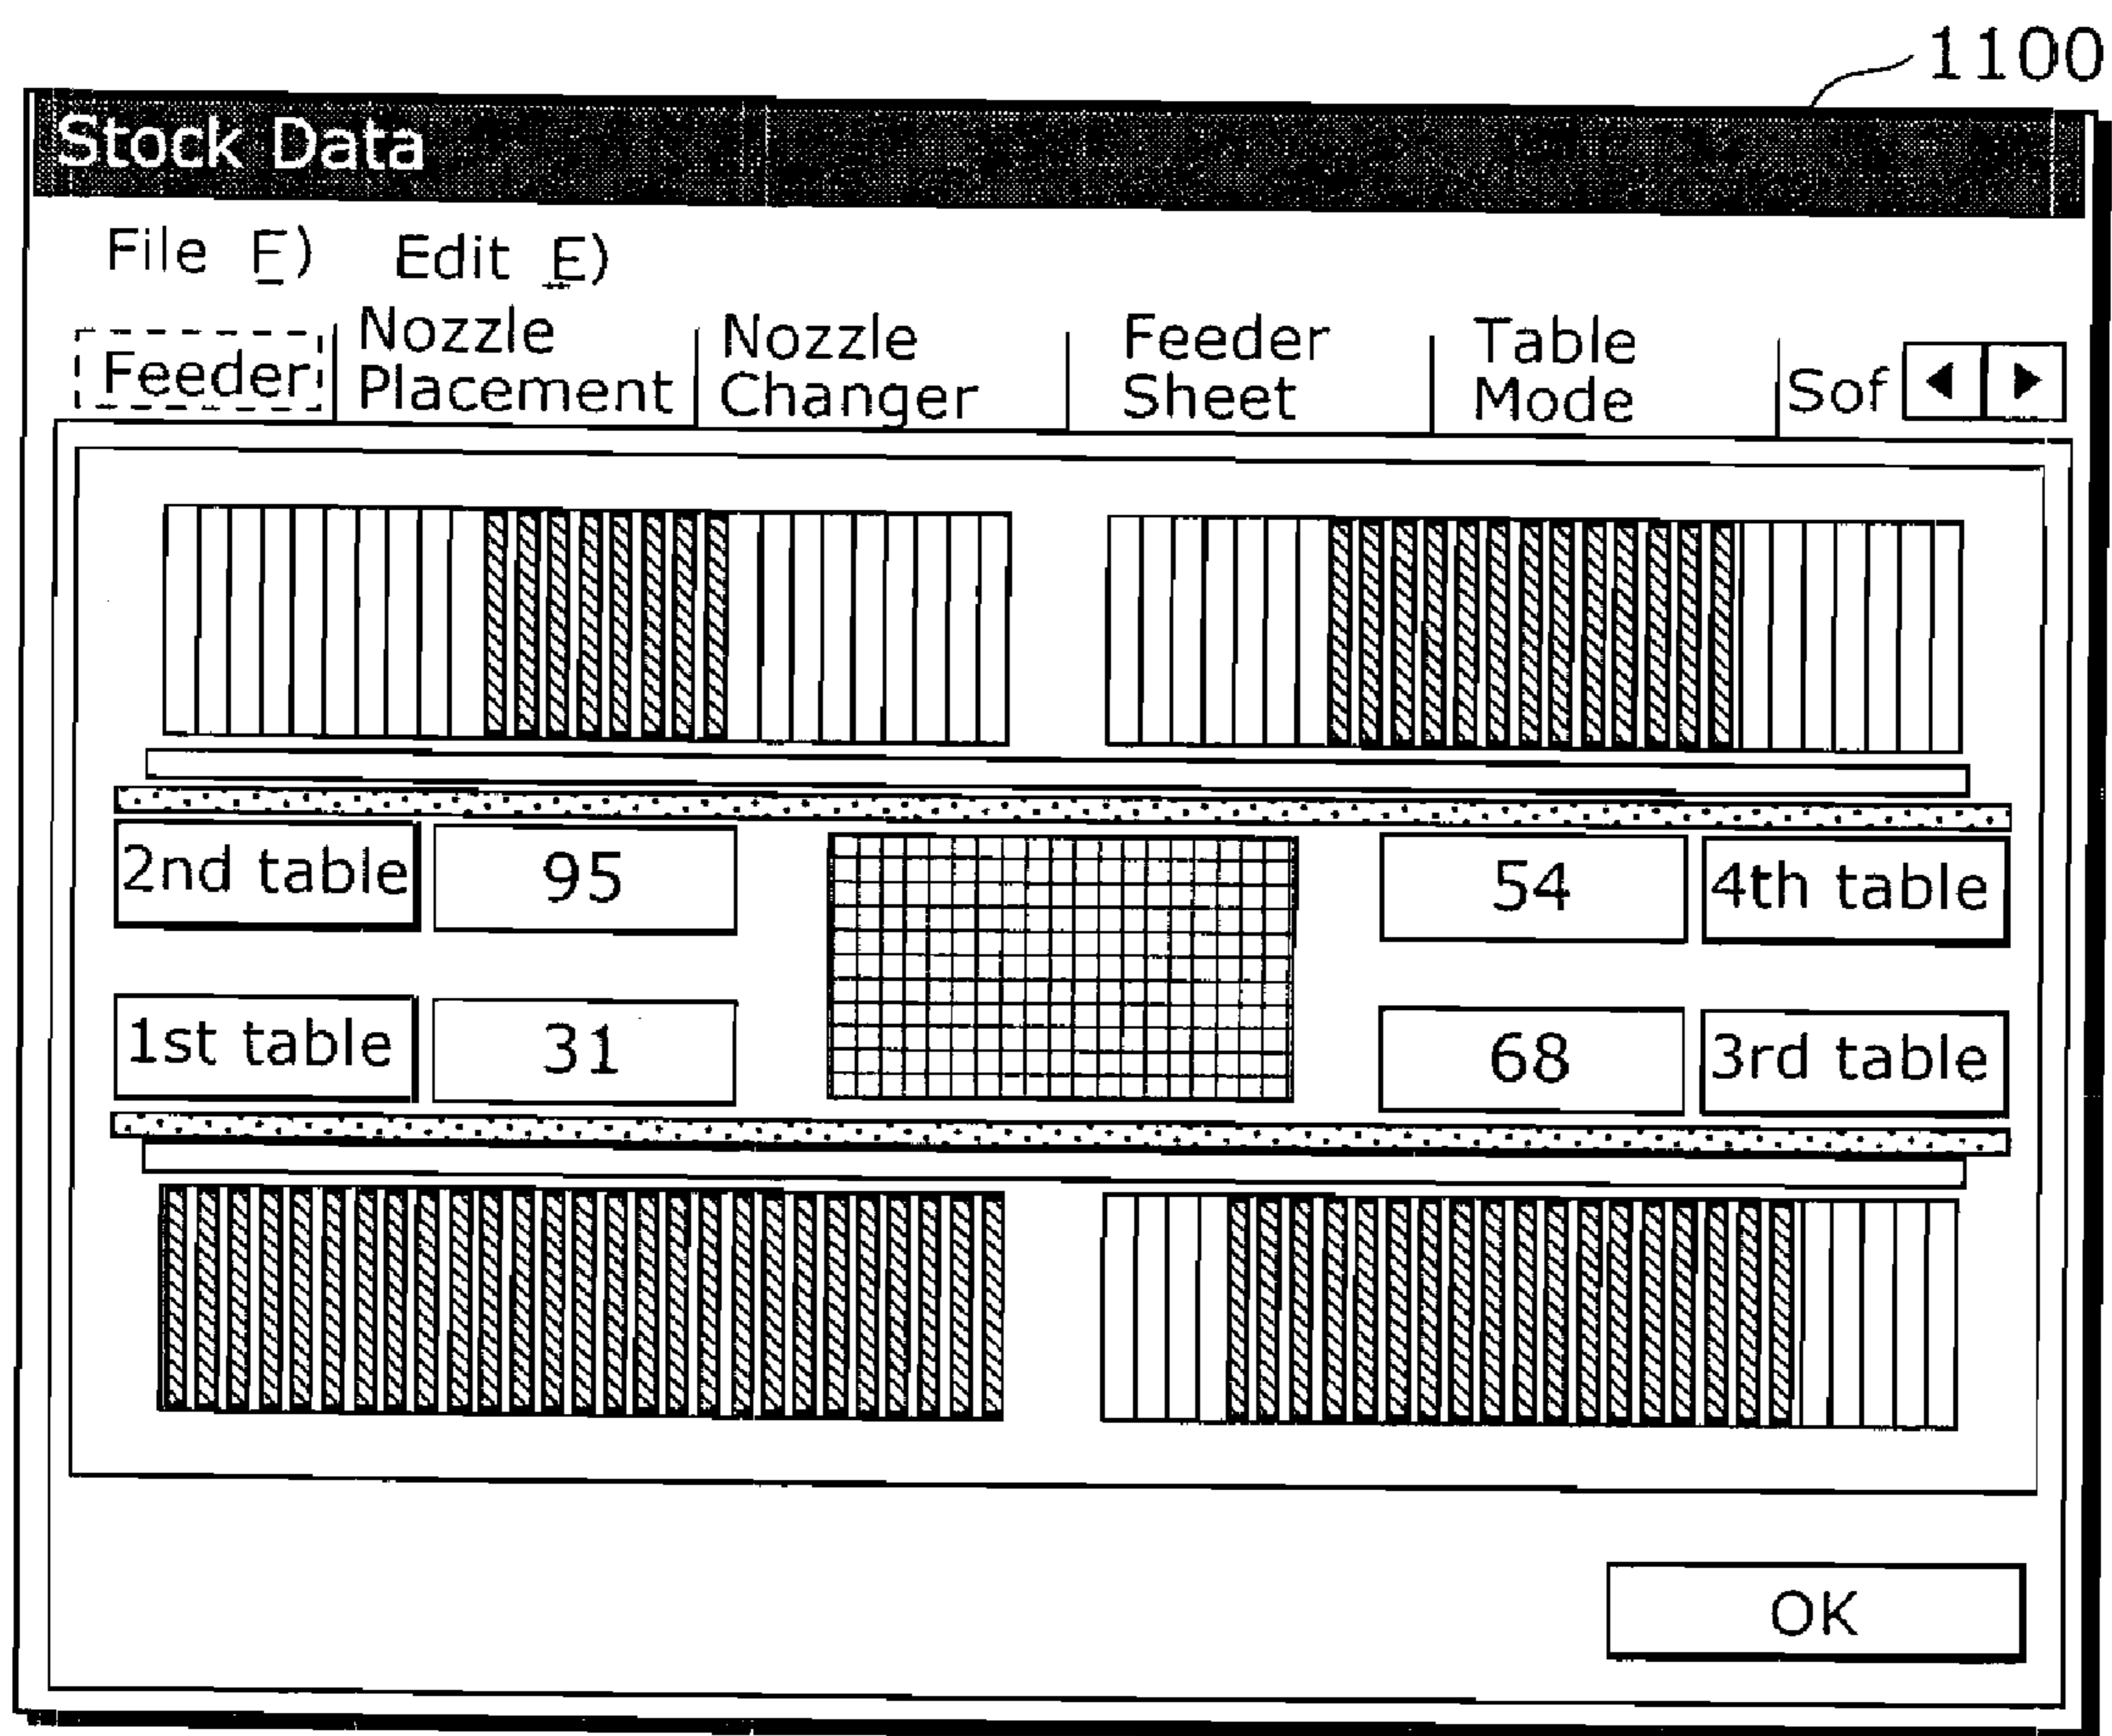 1100
Stock Data
File F) Edit E)
Feeder
Nozzle
Placement
Nozzle
Changer
Feeder
Sheet
Table
Mode
Sof
2nd table 95 54 4th table
1st table 31 68 3rd table
OK